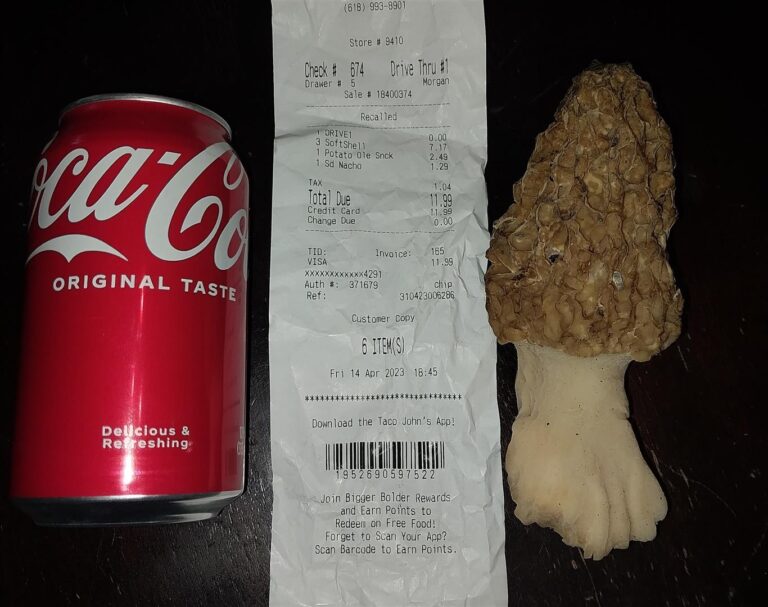 oca-Co
ORIGINAL TASTE
Delicious &
Refreshing
(618) 993-8901
Store # 9410
Check # 674 Drive Thru #1
Drawer # 5 Morgan
Sale # 18400374
Recalled
1 DRIVE1 0.00
3 SoftShell 7.17
1 Potato Ole Snck 2.49
1 Sd Nacho 1.29
TAX 1.04
Total Due 11.99
Credit Card 11.99
Change Due 0.00
TID: Invoice: 165
VISA 11.99
xxxxxxxxxxxx4291
Auth #: 371679 chip
Ref: 310423006286
Customer Copy
6 ITEM(S)
Fri 14 Apr 2023 18:45
********************************
Download the Taco John's App!
1952690597522
Join Bigger Bolder Rewards
and Earn Points to
Redeem on Free Food!
Forget to Scan Your App?
Scan Barcode to Earn Points.